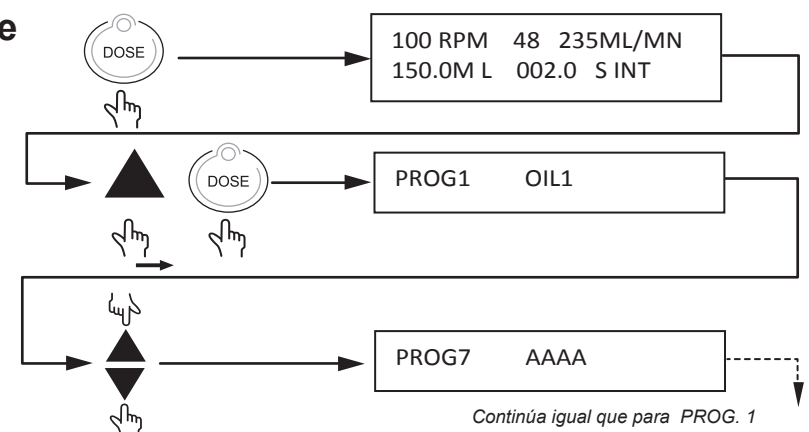 e
DOSE
100 RPM 48 235ML/MN
150.0M L 002.0 S INT
DOSE
PROG1 OIL1
PROG7 AAAA
Continúa igual que para PROG. 1